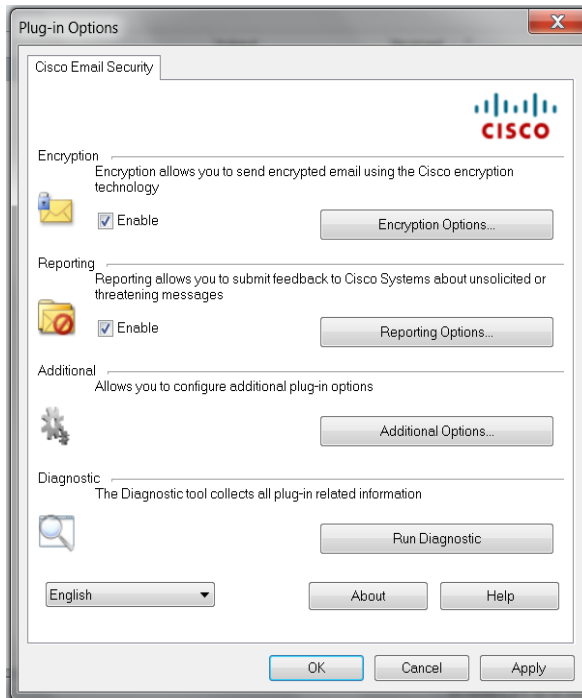 Plug-in Options
Cisco Email Security
CISCO
Encryption
Encryption allows you to send encrypted email using the Cisco encryption
technology
Enable
Encryption Options...
Reporting
Reporting allows you to submit feedback to Cisco Systems about unsolicited or
threatening messages
Enable
Reporting Options...
Additional
Allows you to configure additional plug-in options
Additional Options...
Diagnostic
The Diagnostic tool collects all plug-in related information
Run Diagnostic
English
About
Help
OK
Cancel
Apply